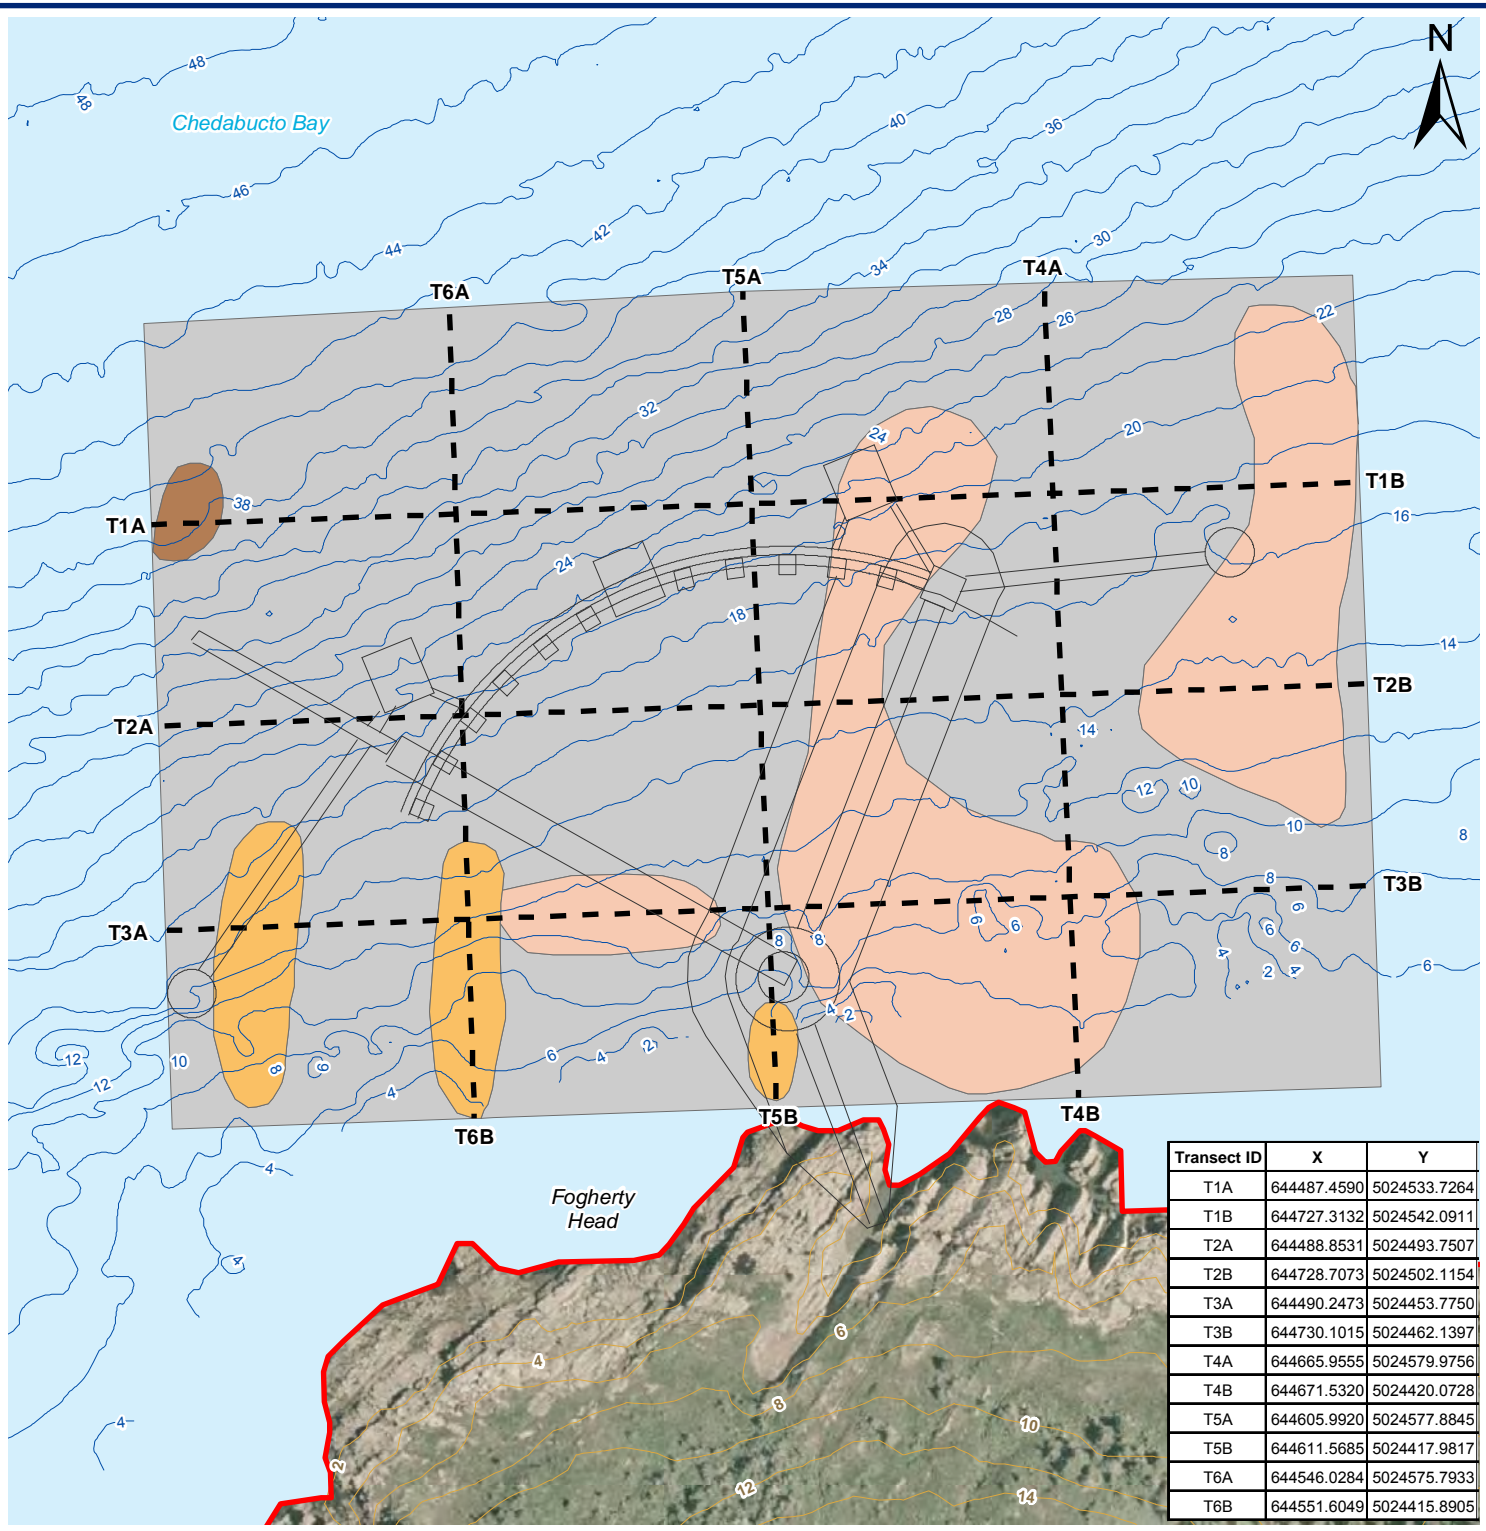 N
48
48
Chedabucto Bay
40
36
46
42
44
30
34
T6A
T5A
T4A
28
26
22
32
24
20
38
T1A
T1B
16
24
18
14
T2A
T2B
14
12
10
10
8
8
8
T3A
T3B
6
6
6
6
6
8
8
4
4
2
6
4
2
12
10
12
8
6
6
4
2
4
T5B
T4B
T6B
4
Fogherty
Head
4
4
6
4
8
10
2
12
14
Transect ID X Y
T1A 644487.4590 5024533.7264
T1B 644727.3132 5024542.0911
T2A 644488.8531 5024493.7507
T2B 644728.7073 5024502.1154
T3A 644490.2473 5024453.7750
T3B 644730.1015 5024462.1397
T4A 644665.9555 5024579.9756
T4B 644671.5320 5024420.0728
T5A 644605.9920 5024577.8845
T5B 644611.5685 5024417.9817
T6A 644546.0284 5024575.7933
T6B 644551.6049 5024415.8905